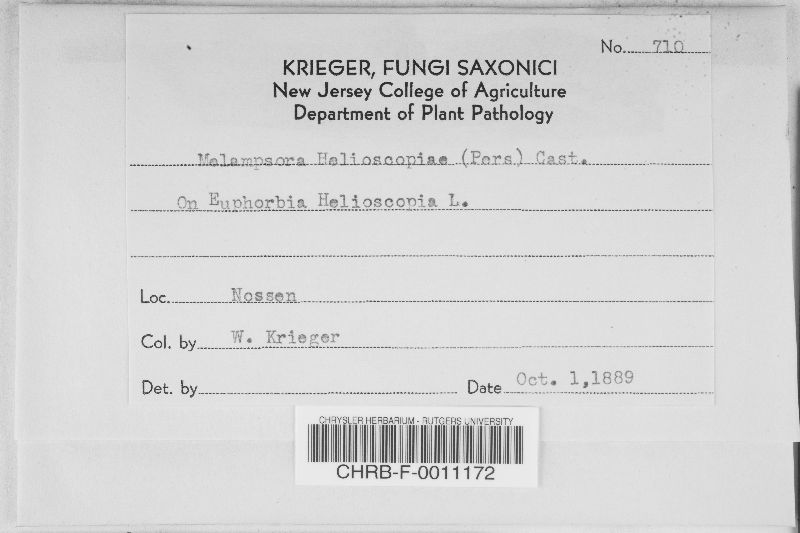 No. 710
KRIEGER, FUNGI SAXONICI
New Jersey College of Agriculture
Department of Plant Pathology
Melampsora Helioscopiae (Pers.) Cast.
On Euphorbia Helioscopia L.
Loc. Nossen
Col. by W. Krieger
Det. by Date Oct. 1,1889
CHRYSLER HERBARIUM - RUTGERS UNIVERSITY
CHRB-F-0011172